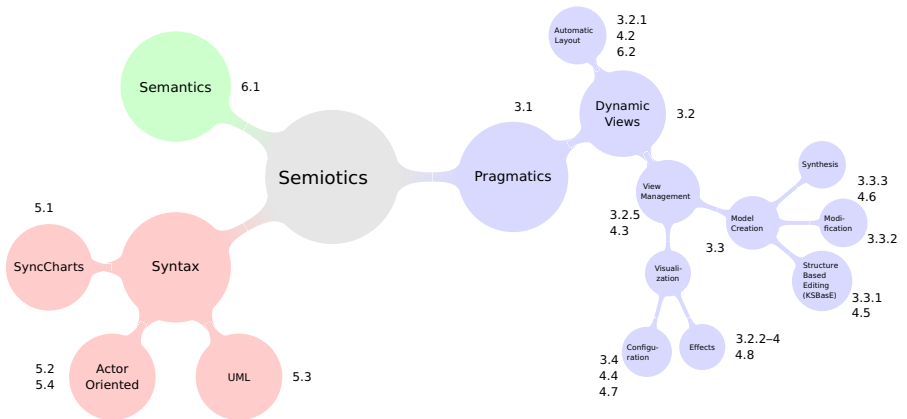 Automatic
Layout
3.2.1
4.2
6.2
Semantics
6.1
3.1
Dynamic
Views
3.2
Semiotics
Pragmatics
Synthesis
3.3.3
4.6
View
Management
3.2.5
4.3
Model
Creation
3.3
Modi-
fication
3.3.2
5.1
SyncCharts
Syntax
Visuali-
zation
Structure
Based
Editing
(KSBasE)
3.3.1
4.5
5.2
5.4
Actor
Oriented
UML
5.3
3.4
4.4
4.7
Configu-
ration
Effects
3.2.2–4
4.8